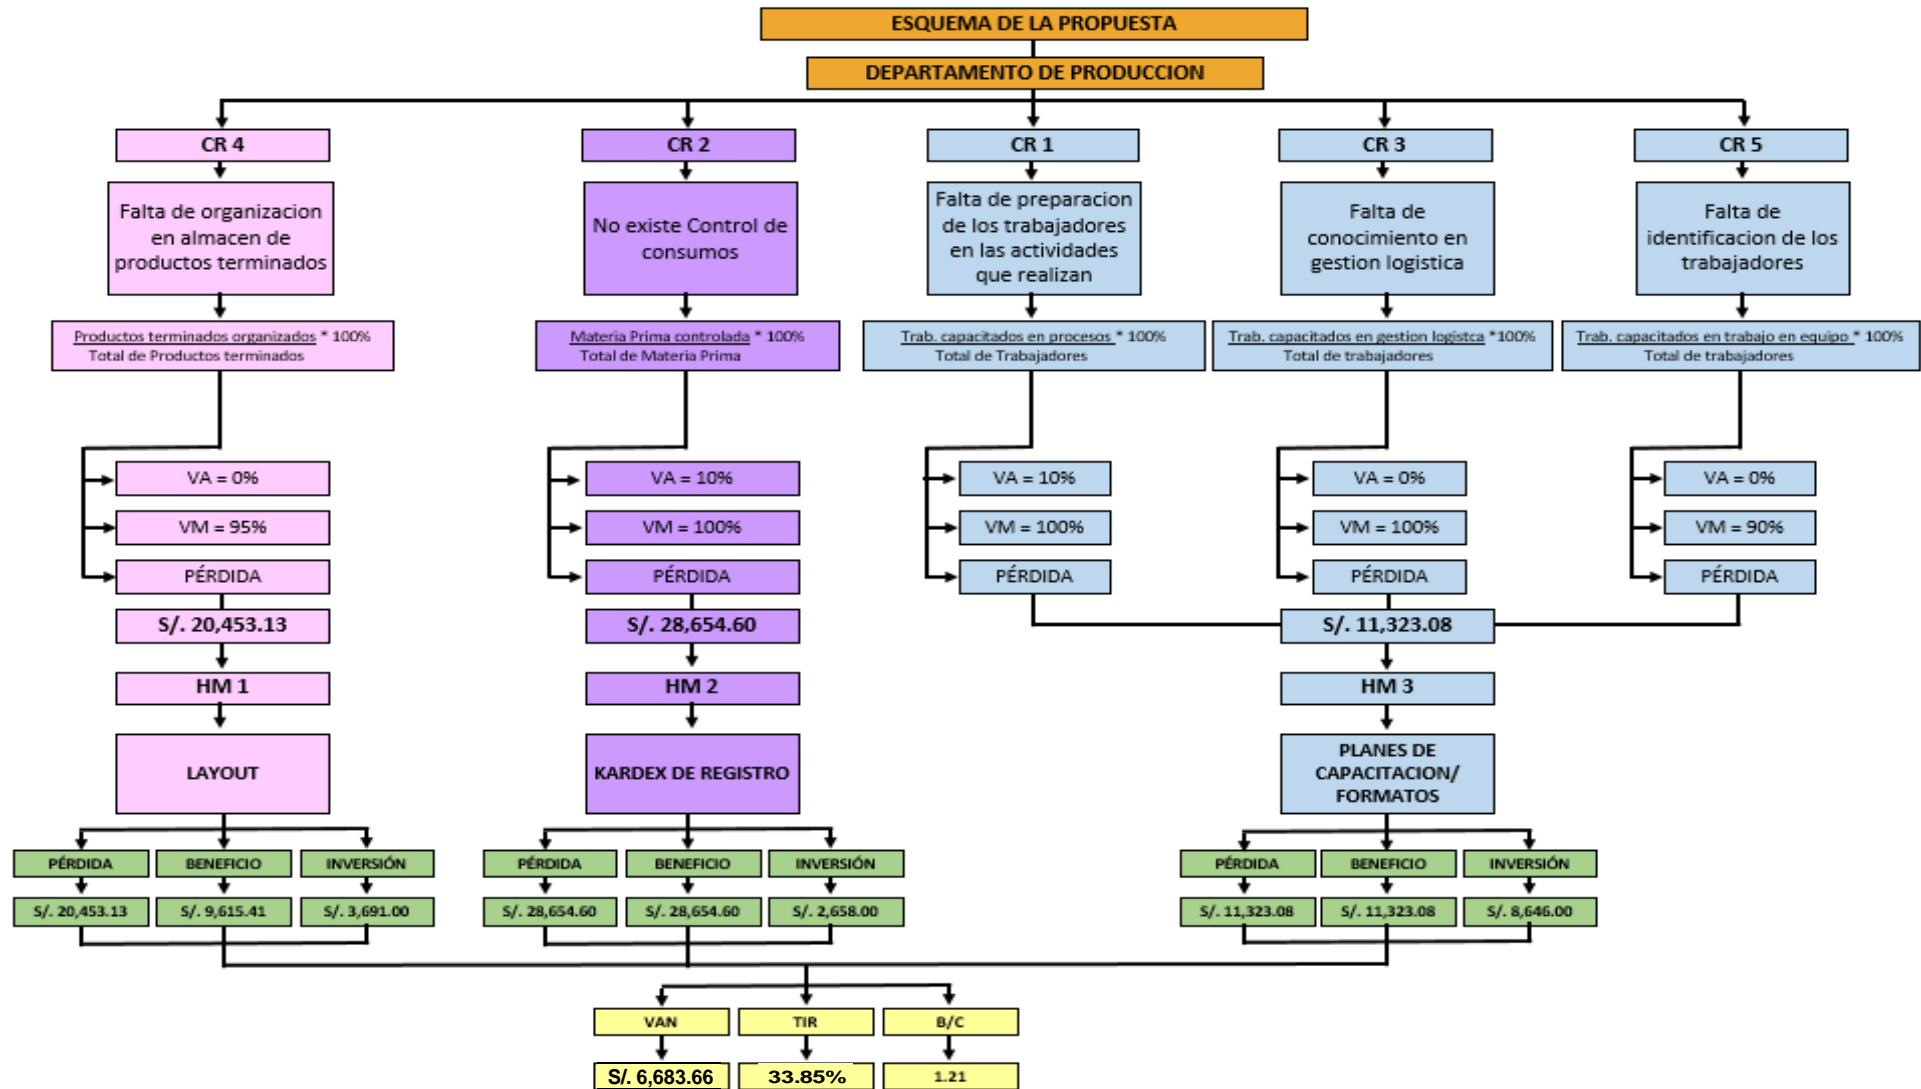 ESQUEMA DE LA PROPUESTA
DEPARTAMENTO DE PRODUCCION
CR 4
CR 2
CR 1
CR 3
CR 5
Falta de organizacion
en almacen de
productos terminados
No existe Control de
consumos
Falta de preparacion
de los trabajadores
en las actividades
que realizan
Falta de
conocimiento en
gestion logistica
Falta de
identificacion de los
trabajadores
Productos terminados organizados * 100%
Total de Productos terminados
Materia Prima controlada * 100%
Total de Materia Prima
Trab. capacitados en procesos * 100%
Total de Trabajadores
Trab. capacitados en gestion logistca *100%
Total de trabajadores
Trab. capacitados en trabajo en equipo * 100%
Total de trabajadores
VA = 0%
VA = 10%
VA = 10%
VA = 0%
VA = 0%
VM = 95%
VM = 100%
VM = 100%
VM = 100%
VM = 90%
PÉRDIDA
PÉRDIDA
PÉRDIDA
PÉRDIDA
PÉRDIDA
S/. 20,453.13
S/. 28,654.60
S/. 11,323.08
HM 1
HM 2
HM 3
LAYOUT
KARDEX DE REGISTRO
PLANES DE
CAPACITACION/
FORMATOS
PÉRDIDA
BENEFICIO
INVERSIÓN
PÉRDIDA
BENEFICIO
INVERSIÓN
PÉRDIDA
BENEFICIO
INVERSIÓN
S/. 20,453.13
S/. 9,615.41
S/. 3,691.00
S/. 28,654.60
S/. 28,654.60
S/. 2,658.00
S/. 11,323.08
S/. 11,323.08
S/. 8,646.00
VAN
TIR
B/C
S/. 6,683.66
33.85%
1.21